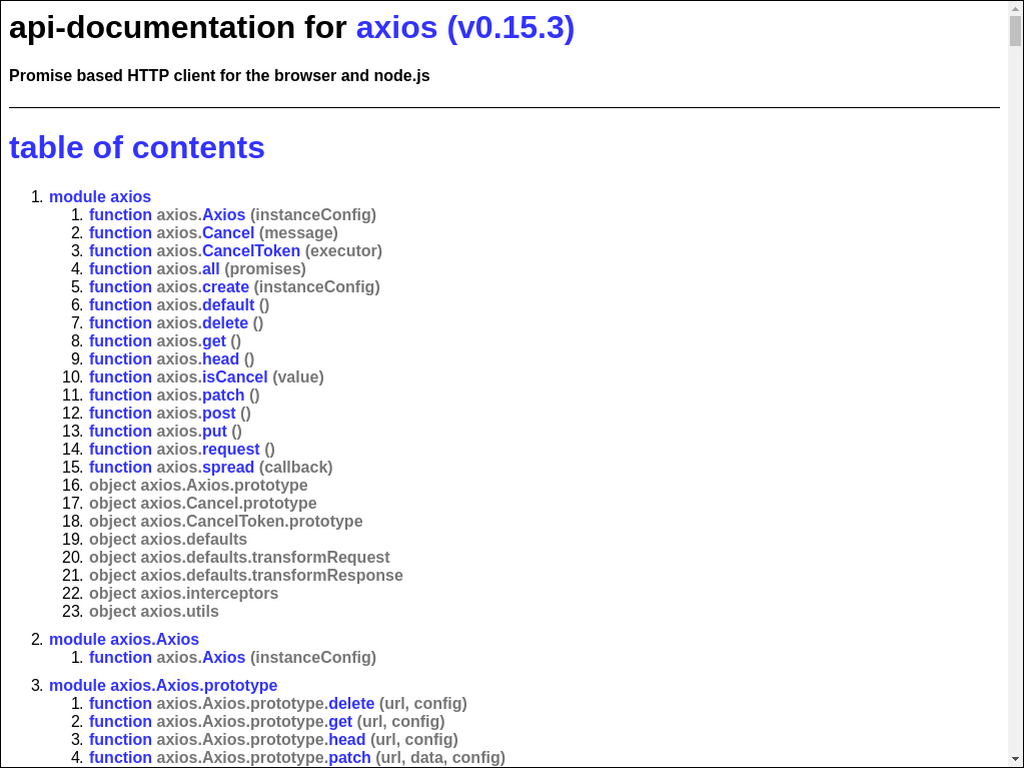 api-documentation for axios (v0.15.3)
Promise based HTTP client for the browser and node.js
table of contents
1. module axios
1. function axios.Axios (instanceConfig)
2. function axios.Cancel (message)
3. function axios.CancelToken (executor)
4. function axios.all (promises)
5. function axios.create (instanceConfig)
6. function axios.default ()
7. function axios.delete ()
8. function axios.get ()
9. function axios.head ()
10. function axios.isCancel (value)
11. function axios.patch ()
12. function axios.post ()
13. function axios.put ()
14. function axios.request ()
15. function axios.spread (callback)
16. object axios.Axios.prototype
17. object axios.Cancel.prototype
18. object axios.CancelToken.prototype
19. object axios.defaults
20. object axios.defaults.transformRequest
21. object axios.defaults.transformResponse
22. object axios.interceptors
23. object axios.utils
2. module axios.Axios
1. function axios.Axios (instanceConfig)
3. module axios.Axios.prototype
1. function axios.Axios.prototype.delete (url, config)
2. function axios.Axios.prototype.get (url, config)
3. function axios.Axios.prototype.head (url, config)
4. function axios.Axios.prototype.patch (url, data, config)